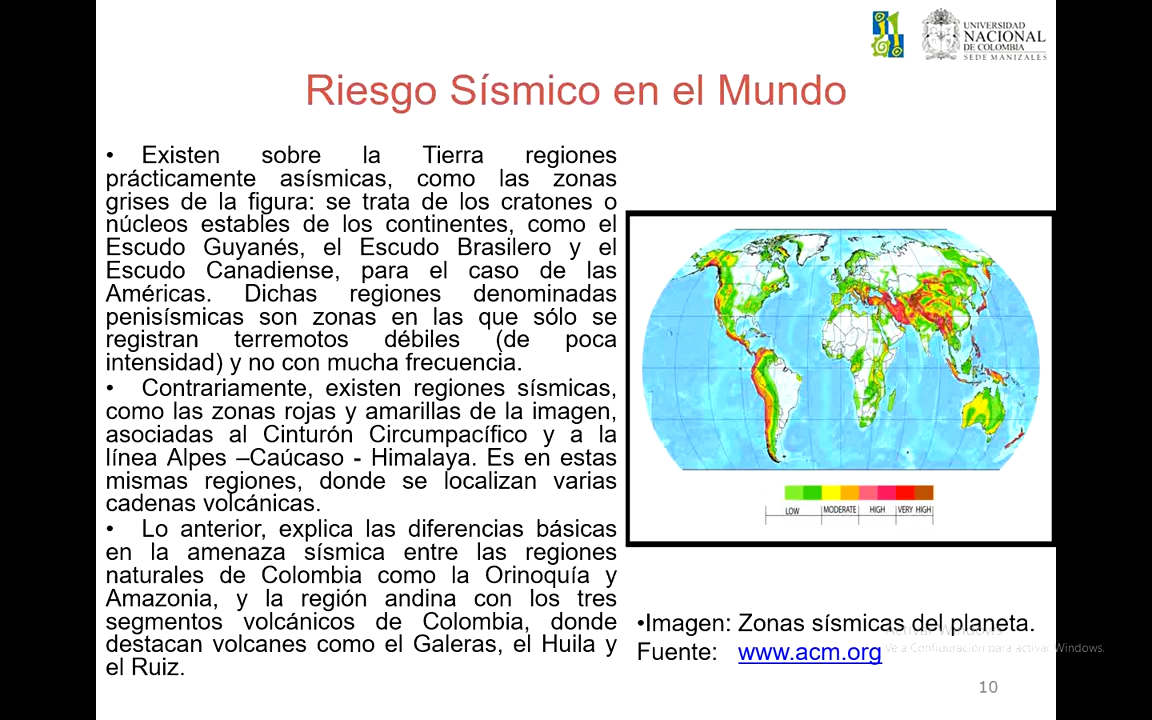 UNIVERSIDAD
NACIONAL
DE COLOMBIA
SEDE MANIZALES
Riesgo Sísmico en el Mundo
• Existen sobre la Tierra regiones
prácticamente asísmicas, como las zonas
grises de la figura: se trata de los cratones o
núcleos estables de los continentes, como el
Escudo Guyanés, el Escudo Brasilero y el
Escudo Canadiense, para el caso de las
Américas. Dichas regiones denominadas
penisísmicas son zonas en las que sólo se
registran terremotos débiles (de poca
intensidad) y no con mucha frecuencia.
• Contrariamente, existen regiones sísmicas,
como las zonas rojas y amarillas de la imagen,
asociadas al Cinturón Circumpacífico y a la
línea Alpes –Caúcaso - Himalaya. Es en estas
mismas regiones, donde se localizan varias
cadenas volcánicas.
• Lo anterior, explica las diferencias básicas
en la amenaza sísmica entre las regiones
naturales de Colombia como la Orinoquía y
Amazonia, y la región andina con los tres
segmentos volcánicos de Colombia, donde
destacan volcanes como el Galeras, el Huila y
el Ruiz.
LOW MODERATE HIGH VERY HIGH
•Imagen: Zonas sísmicas del planeta.
Fuente: www.acm.org
Activar Windows
Ve a Configuración para activar Windows.
10